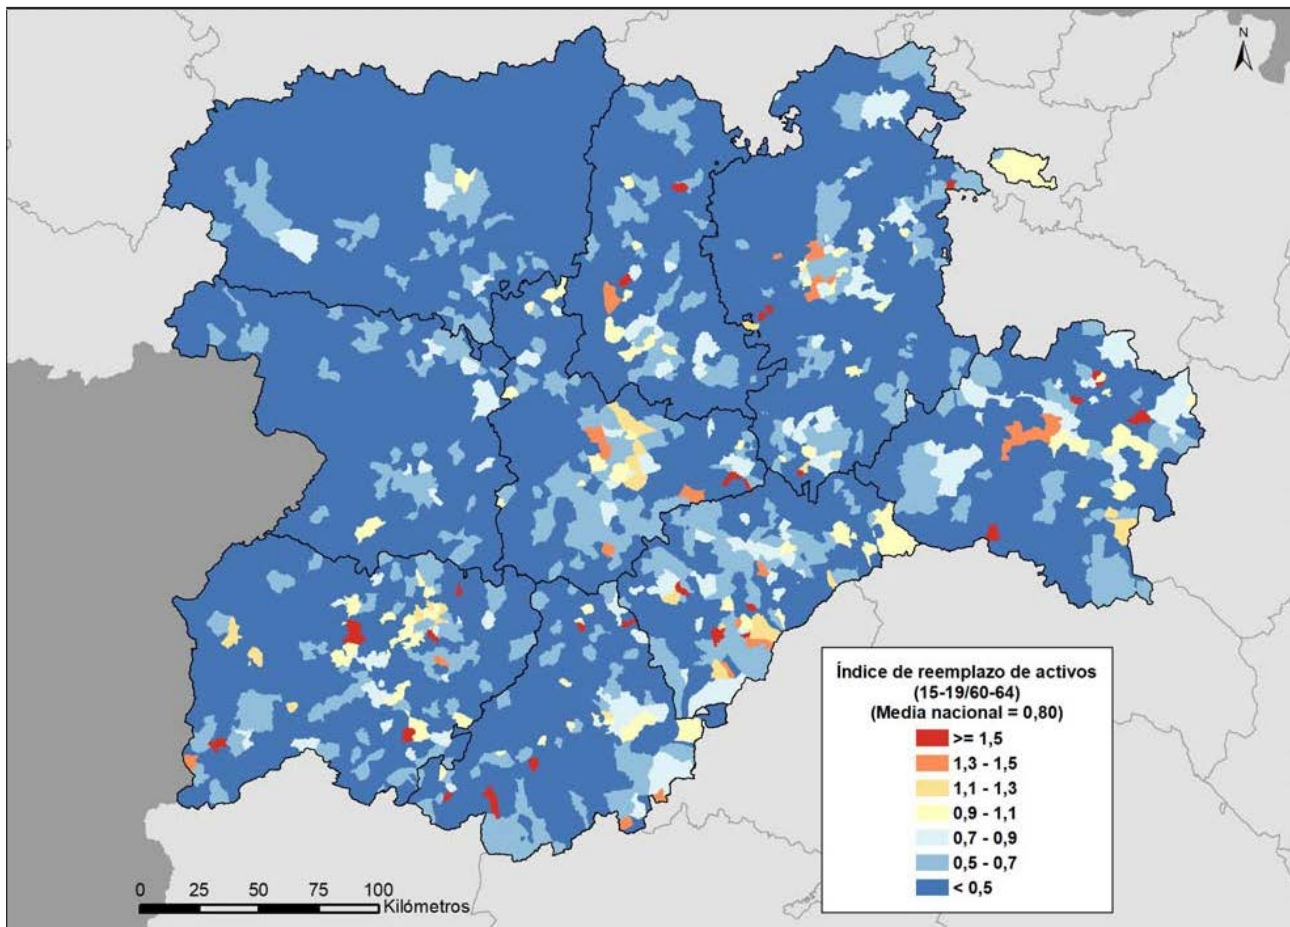 N
Índice de reemplazo de activos
(15-19/60-64)
(Media nacional = 0,80)
>= 1,5
1,3 - 1,5
1,1 - 1,3
0,9 - 1,1
0,7 - 0,9
0,5 - 0,7
< 0,5
0 25 50 75 100
Kilómetros